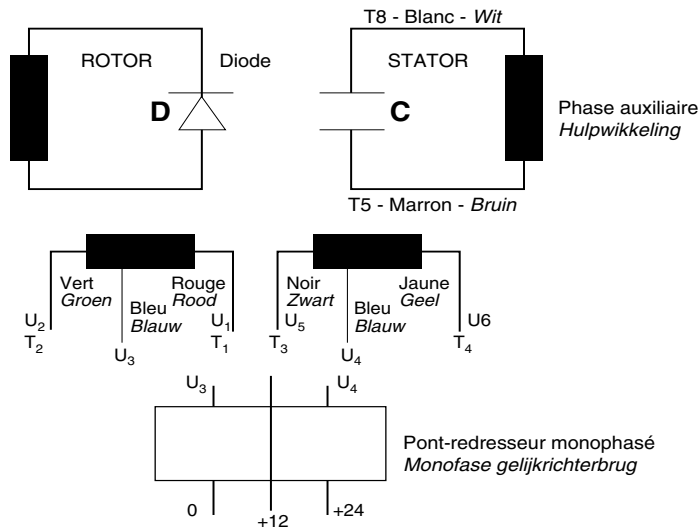 T8 - Blanc - Wit
ROTOR
Diode
STATOR
D
C
Phase auxiliaire
Hulpwikkeling
T5 - Marron - Bruin
Vert
Groen
Rouge
Rood
Noir
Zwart
Jaune
Geel
Bleu
Blauw
Bleu
Blauw
U2
T2
U3
U1
T1
U5
T3
U4
U6
T4
U3
U4
Pont-redresseur monophasé
Monofase gelijkrichterbrug
0
+12
+24